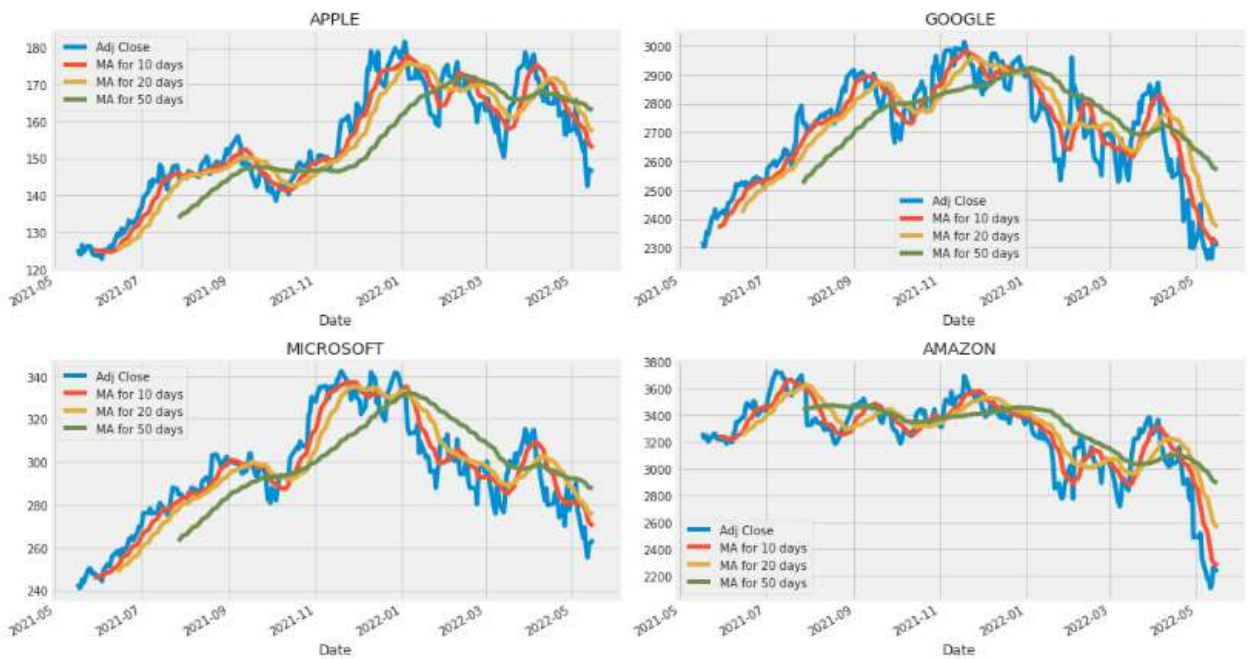 APPLE
Adj Close
MA for 10 days
MA for 20 days
MA for 50 days
180
170
160
150
140
130
120
2021-05
2021-07
2021-09
2021-11
2022-01
2022-03
2022-05
Date
GOOGLE
3000
2900
2800
2700
2600
2500
2400
2300
Adj Close
MA for 10 days
MA for 20 days
MA for 50 days
2021-05
2021-07
2021-09
2021-11
2022-01
2022-03
2022-05
Date
MICROSOFT
Adj Close
MA for 10 days
MA for 20 days
MA for 50 days
340
320
300
280
260
240
2021-05
2021-07
2021-09
2021-11
2022-01
2022-03
2022-05
Date
AMAZON
3800
3600
3400
3200
3000
2800
2600
2400
2200
Adj Close
MA for 10 days
MA for 20 days
MA for 50 days
2021-05
2021-07
2021-09
2021-11
2022-01
2022-03
2022-05
Date